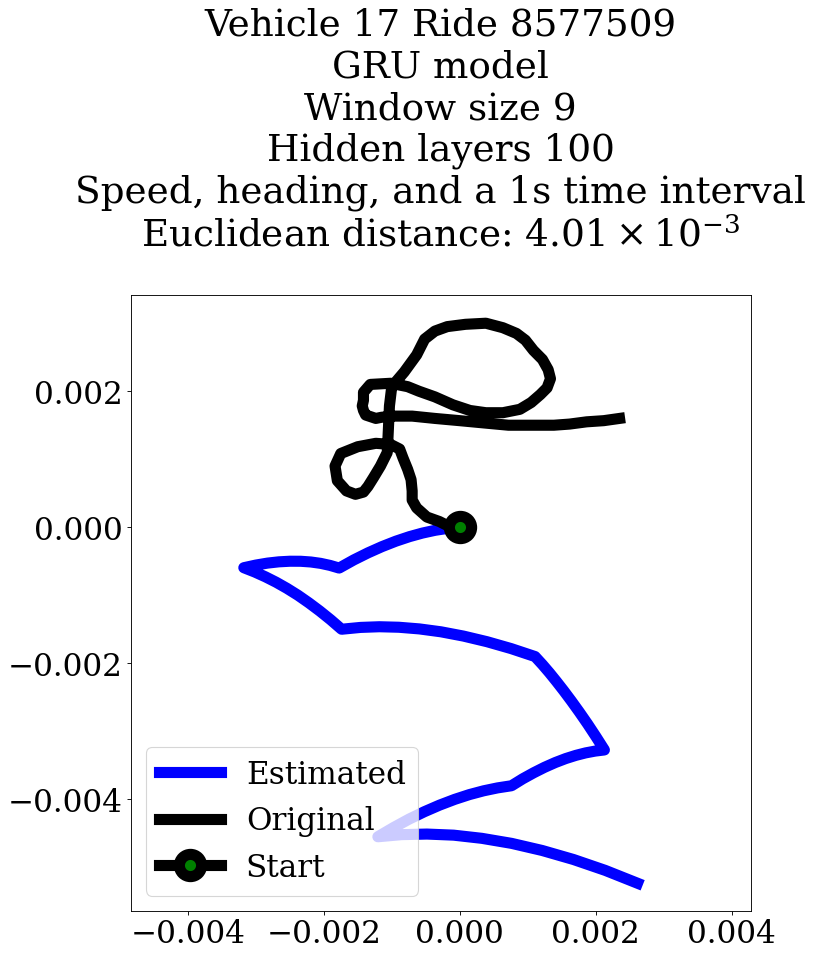 Vehicle 17 Ride 8577509
GRU model
Window size 9
Hidden layers 100
Speed, heading, and a 1s time interval
Euclidean distance: 4.01 × 10⁻³
0.002
0.000
−0.002
−0.004
Estimated
Original
Start
−0.004 −0.002 0.000 0.002 0.004